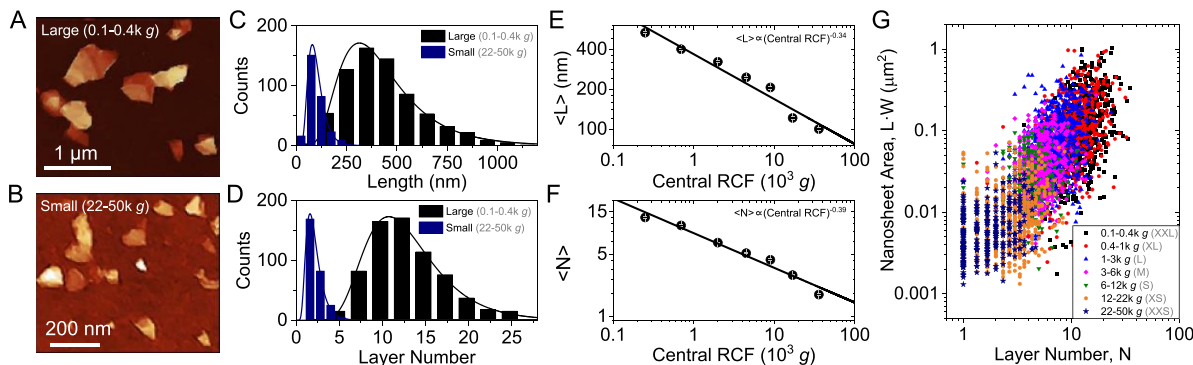 A
Large (0.1-0.4k g)
1 µm
B
Small (22-50k g)
200 nm
C
200
100
0
Counts
Large (0.1-0.4k g)
Small (22-50k g)
0
250
500
750
1000
Length (nm)
D
200
100
0
Counts
Large (0.1-0.4k g)
Small (22-50k g)
0
5
10
15
20
25
Layer Number
E
<L>∝(Central RCF)-0.34
400
200
100
<L> (nm)
0.1
1
10
100
Central RCF (10³ g)
F
<N>∝(Central RCF)-0.39
15
5
1
<N>
0.1
1
10
100
Central RCF (10³ g)
G
1
0.1
0.01
0.001
Nanosheet Area, L·W (µm²)
0.1-0.4k g (XXL)
0.4-1k g (XL)
1-3k g (L)
3-6k g (M)
6-12k g (S)
12-22k g (XS)
22-50k g (XXS)
1
10
100
Layer Number, N